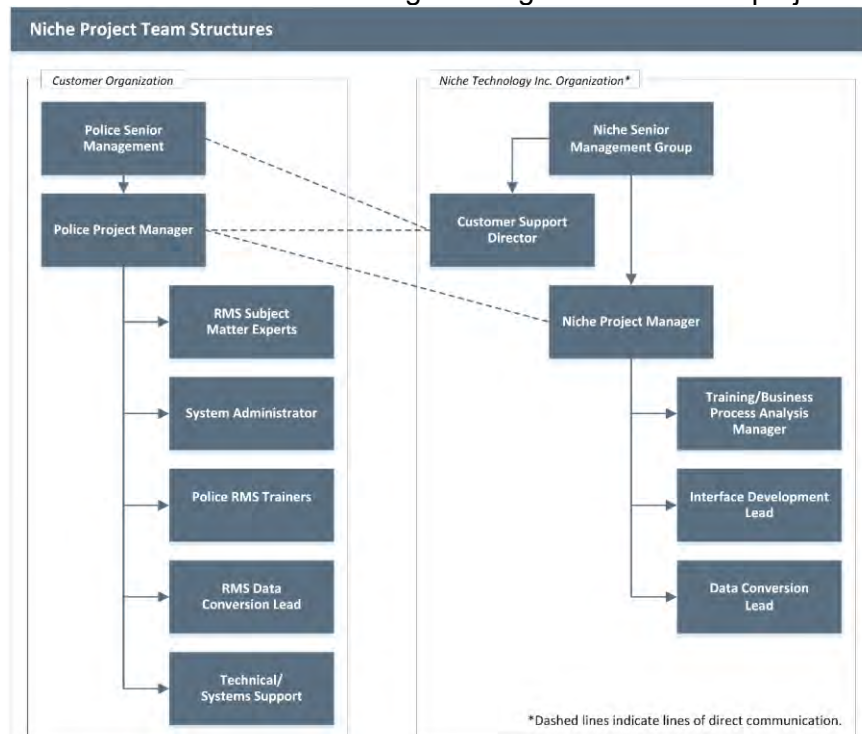 Niche Project Team Structures
Customer Organization
Police Senior
Management
Police Project Manager
RMS Subject
Matter Experts
System Administrator
Police RMS Trainers
RMS Data
Conversion Lead
Technical/
Systems Support
Niche Technology Inc. Organization*
Niche Senior
Management Group
Customer Support
Director
Niche Project Manager
Training/Business
Process Analysis
Manager
Interface Development
Lead
Data Conversion
Lead
*Dashed lines indicate lines of direct communication.